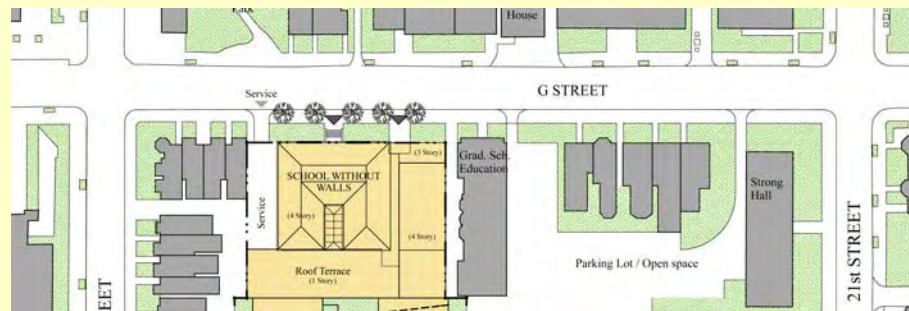 Park
House
G STREET
Service
(3 Story)
Grad. Sch.
Education
SCHOOL WITHOUT
WALLS
Strong
Hall
Service
(4 Story)
(4 Story)
Parking Lot / Open space
Roof Terrace
(1 Story)
21st STREET
EET